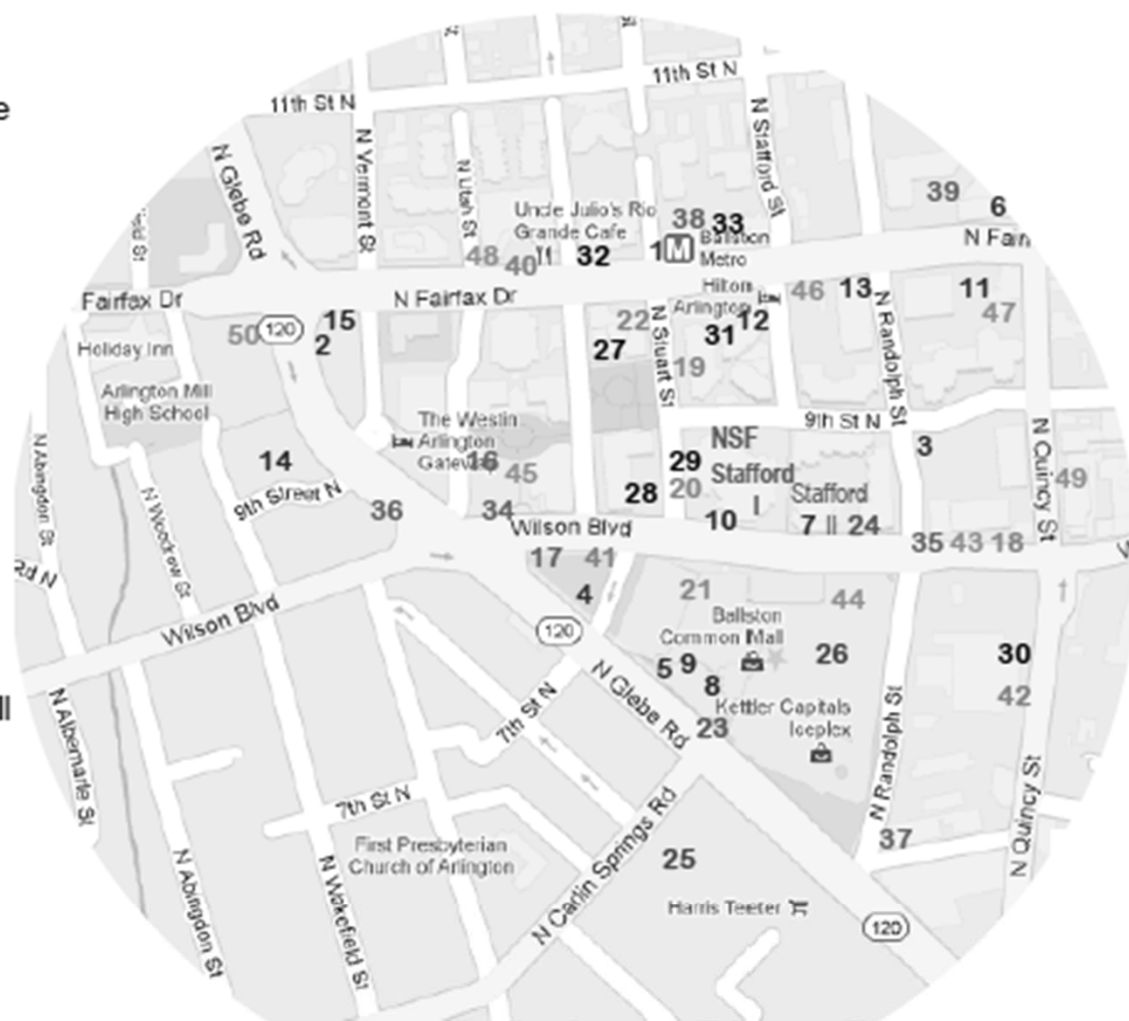 e
11th St N
11th St N
N Glebe Rd
N Vermont St
N Utah St
N Stafford St
39
6
Uncle Julio's Rio
Grande Cafe
38
33
48
40
32
1
M
Ballston
Metro
N Fairfax Dr
Fairfax Dr
Hilton
Arlington
46
13
11
47
50
120
15
2
22
N Stuart St
12
31
27
19
N Randolph St
Holiday Inn
Arlington Mill
High School
The Westin
Arlington
Gateway
16
45
9th St N
NSF
Stafford
I
29
20
3
N Quincy St
49
N Abingdon St
14
9th Street N
N Woodrow St
36
34
28
10
Stafford
7
II
24
Wilson Blvd
35
43
18
17
41
4
Rd N
Wilson Blvd
120
21
44
Ballston
Common Mall
5
9
8
26
30
42
ll
N Albemarle St
7th St N
N Glebe Rd
23
Kettler Capitals
Iceplex
N Randolph St
7th St N
First Presbyterian
Church of Arlington
N Carlin Springs Rd
25
37
N Quincy St
Harris Teeter
120
N Abingdon St
N Wakefield St